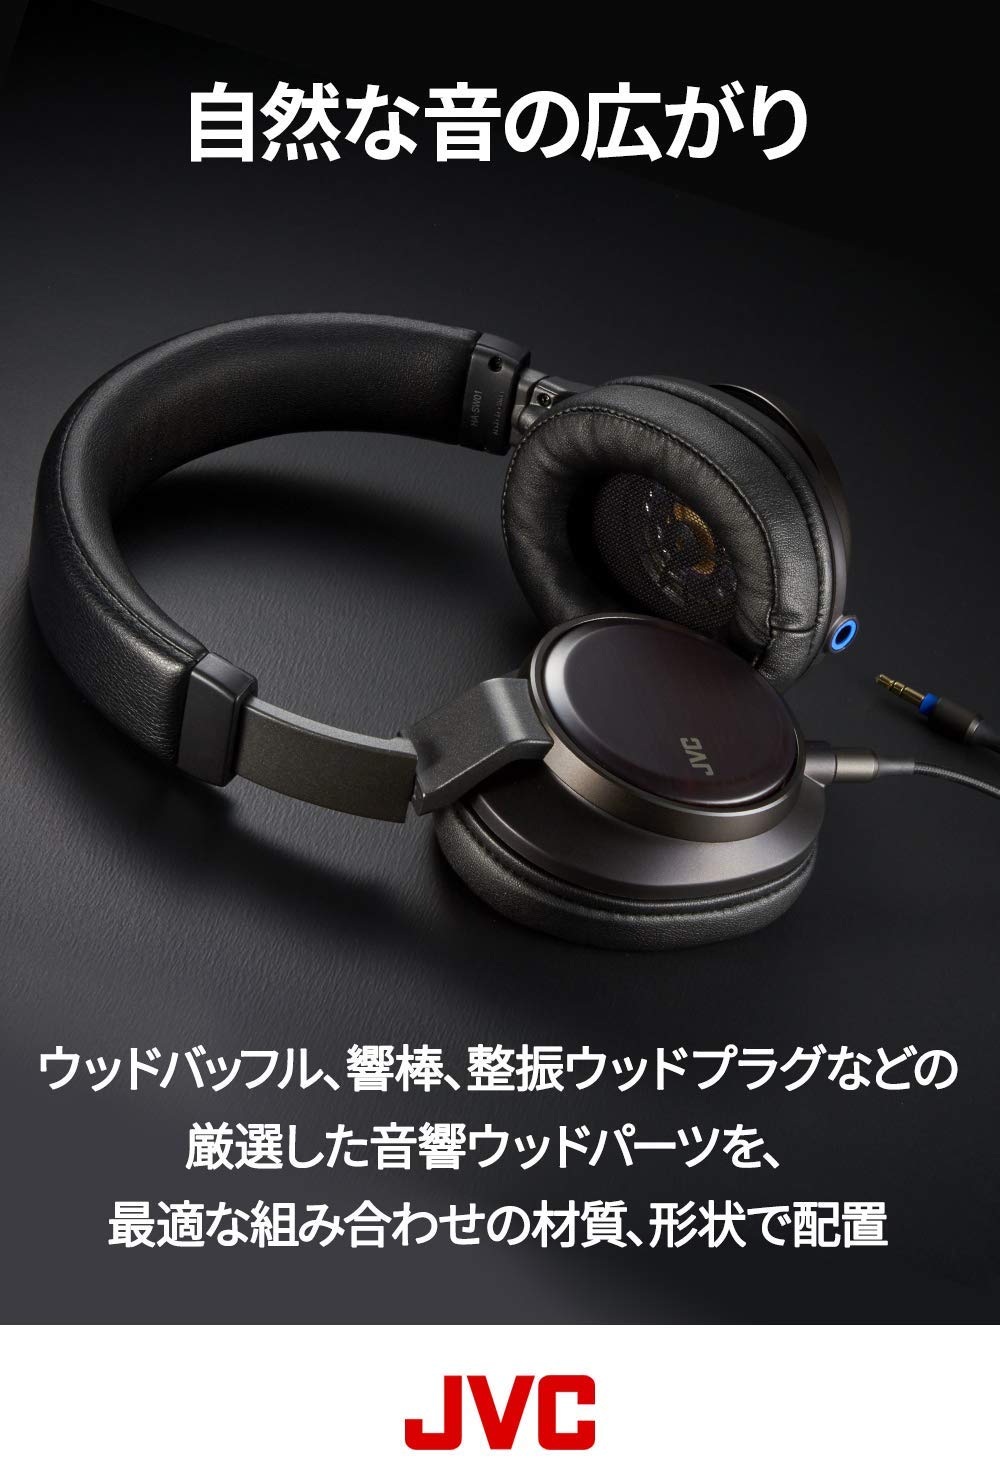 自然な音の広がり
HA-SW01
JVC
ウッドバッフル、響棒、整振ウッドプラグなどの
厳選した音響ウッドパーツを、
最適な組み合わせの材質、形状で配置
JVC